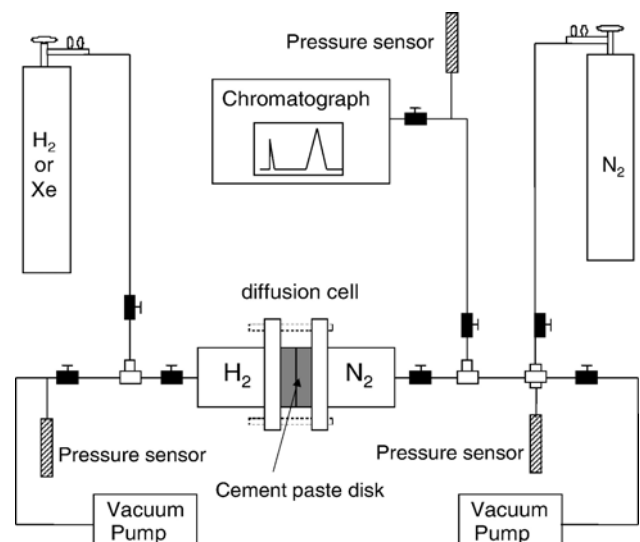 Pressure sensor
Chromatograph
H₂
or
Xe
N₂
diffusion cell
H₂
N₂
Pressure sensor
Pressure sensor
Cement paste disk
Vacuum
Pump
Vacuum
Pump